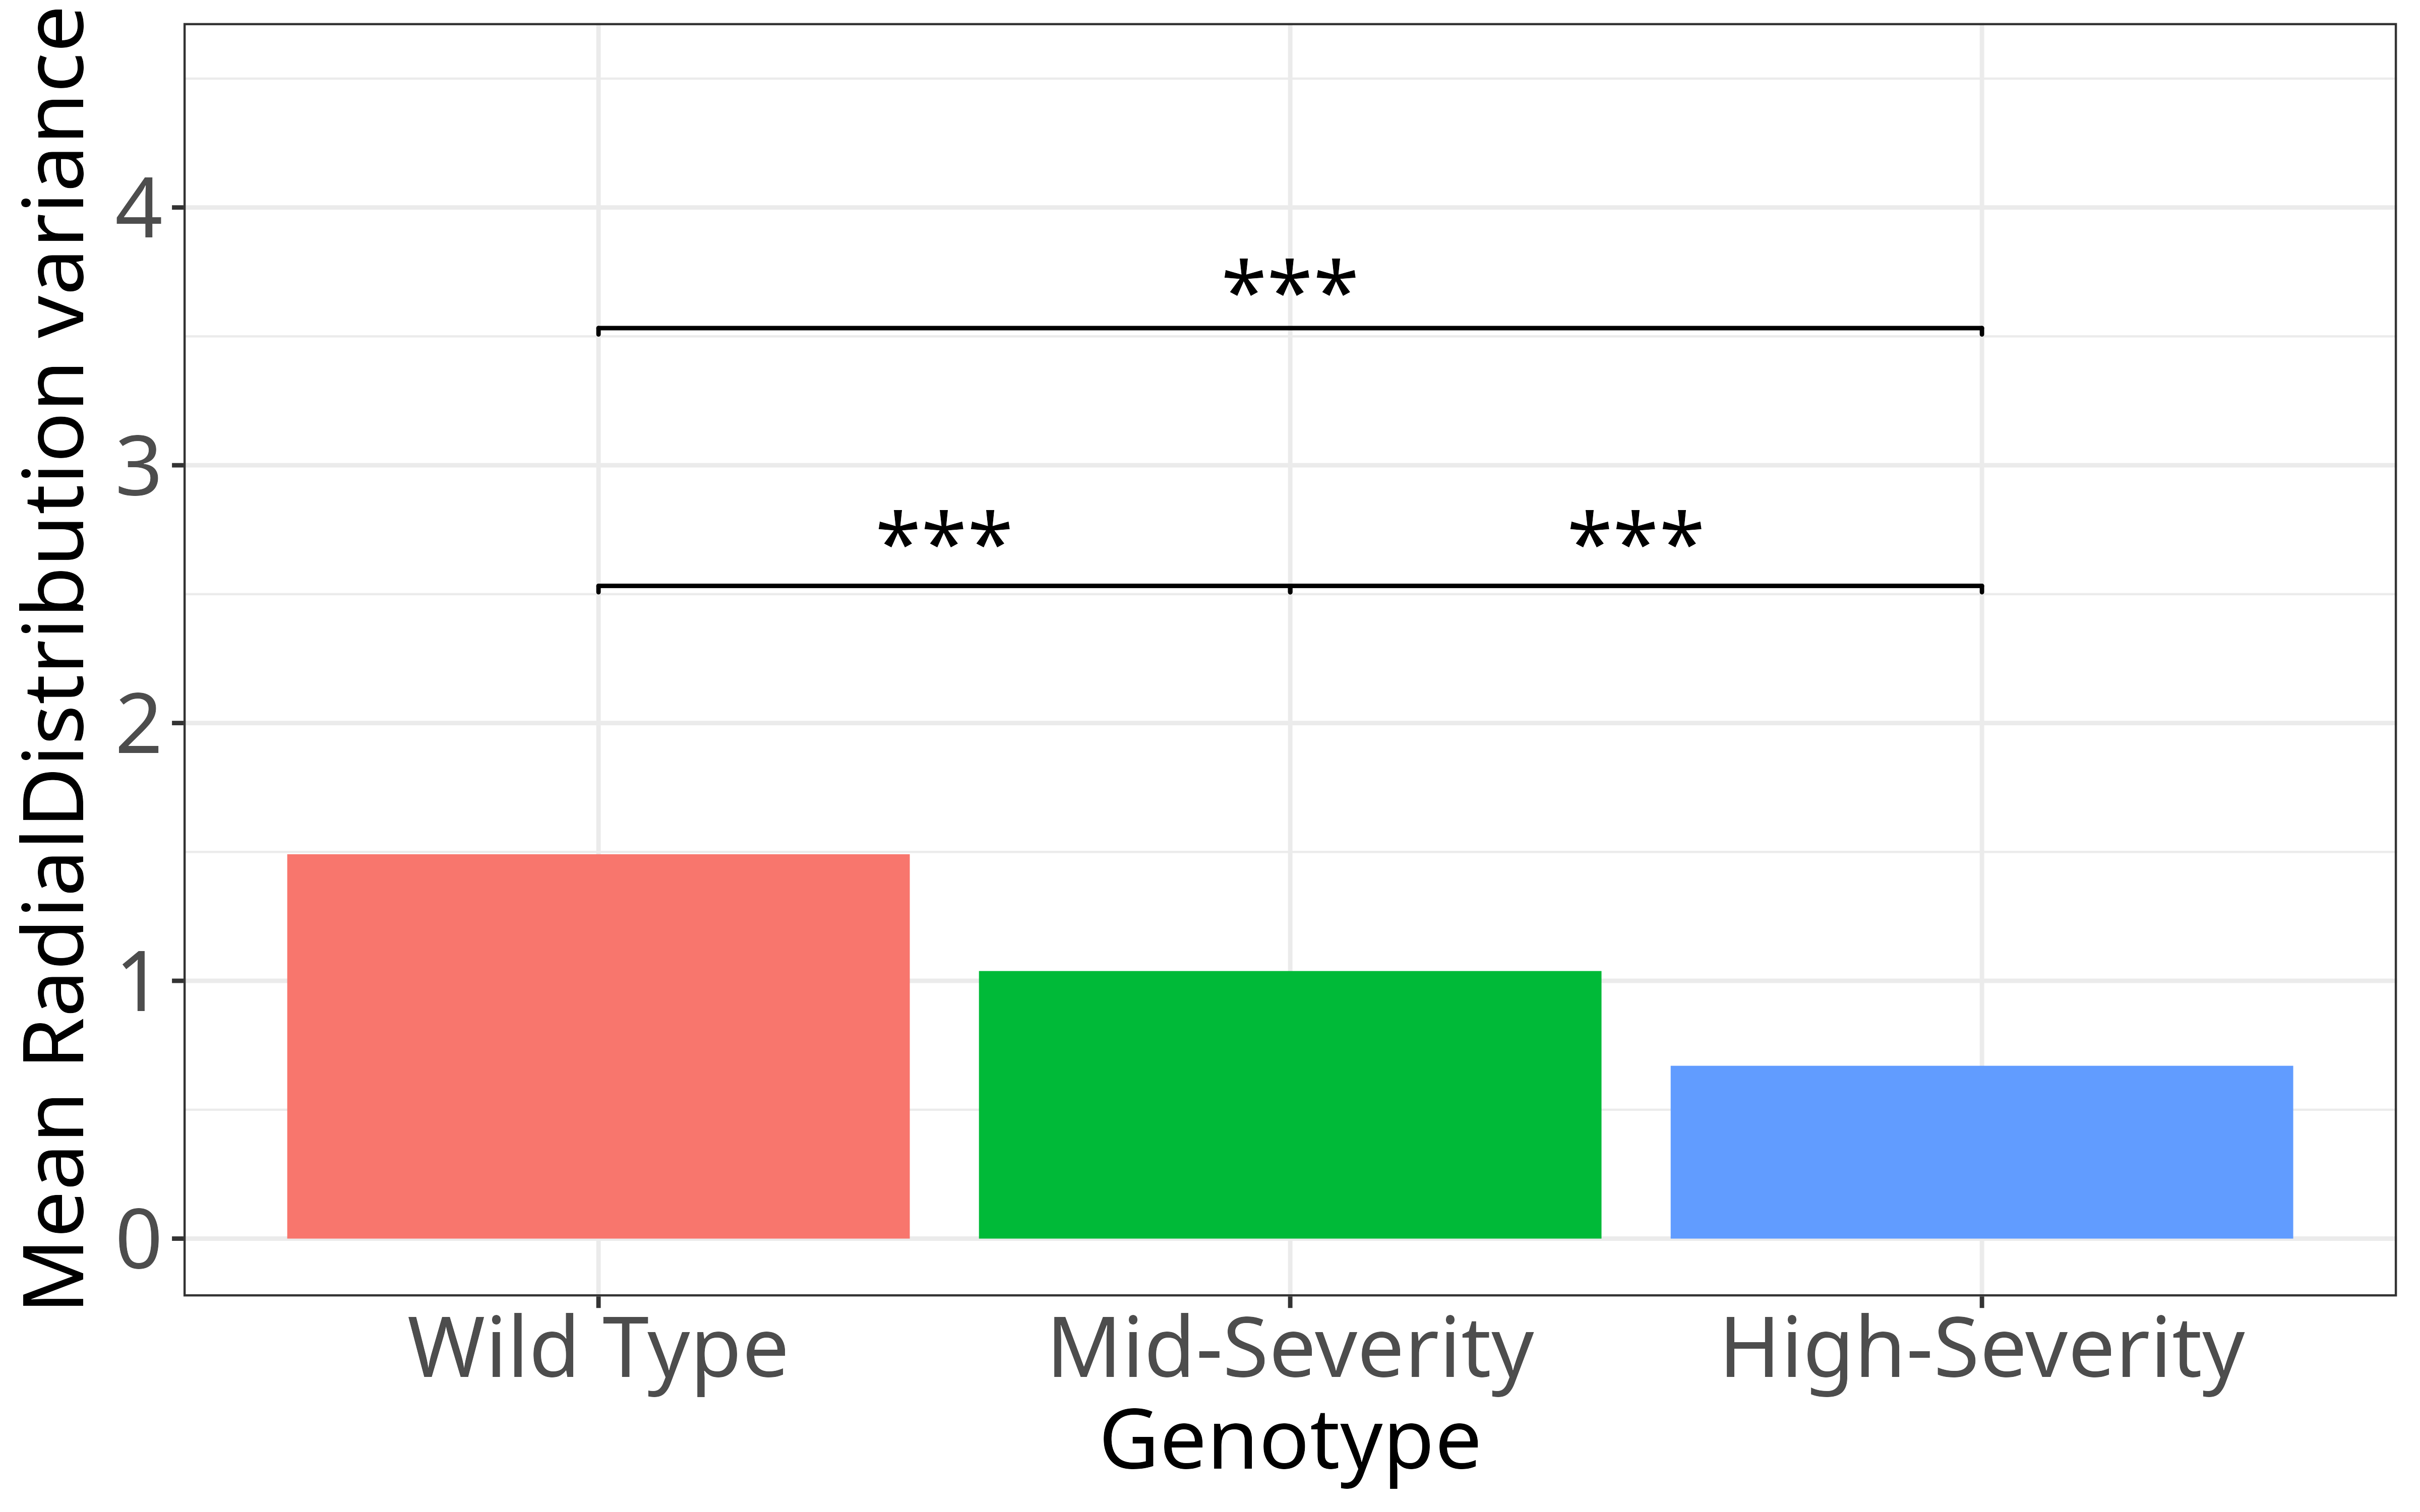 Mean RadialDistribution variance
4
3
2
1
0
***
***
***
Wild Type
Mid-Severity
High-Severity
Genotype